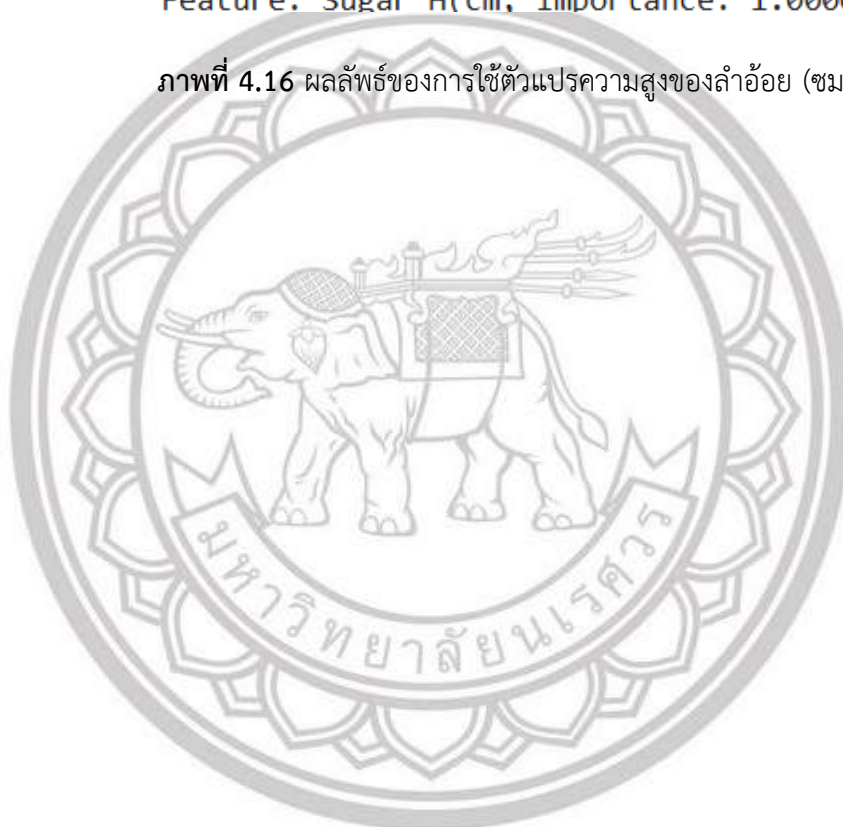 Feature: Sugar H(cm, Importance: 1.0000
ภาพที่ 4.16 ผลลัพธ์ของการใช้ตัวแปรความสูงของลำอ้อย (ซม
มหาวิทยาลัยนเรศวร